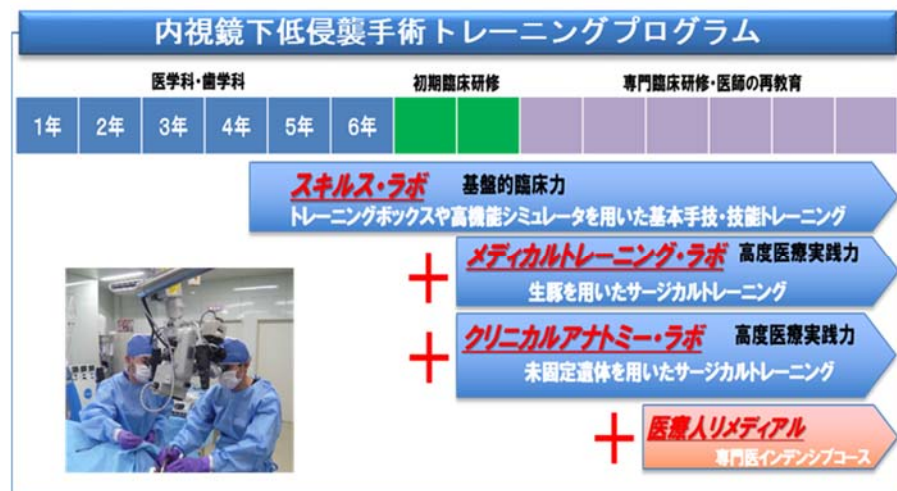 内視鏡下低侵襲手術トレーニングプログラム
医学科・歯学科
初期臨床研修
専門臨床研修・医師の再教育
1年 2年 3年 4年 5年 6年
スキルス・ラボ 基盤的臨床力
トレーニングボックスや高機能シミュレータを用いた基本手技・技能トレーニング
+ メディカルトレーニング・ラボ 高度医療実践力
生豚を用いたサージカルトレーニング
+ クリニカルアナトミー・ラボ 高度医療実践力
未固定遺体を用いたサージカルトレーニング
+ 医療人リメディアル
専門医インデンシブコース